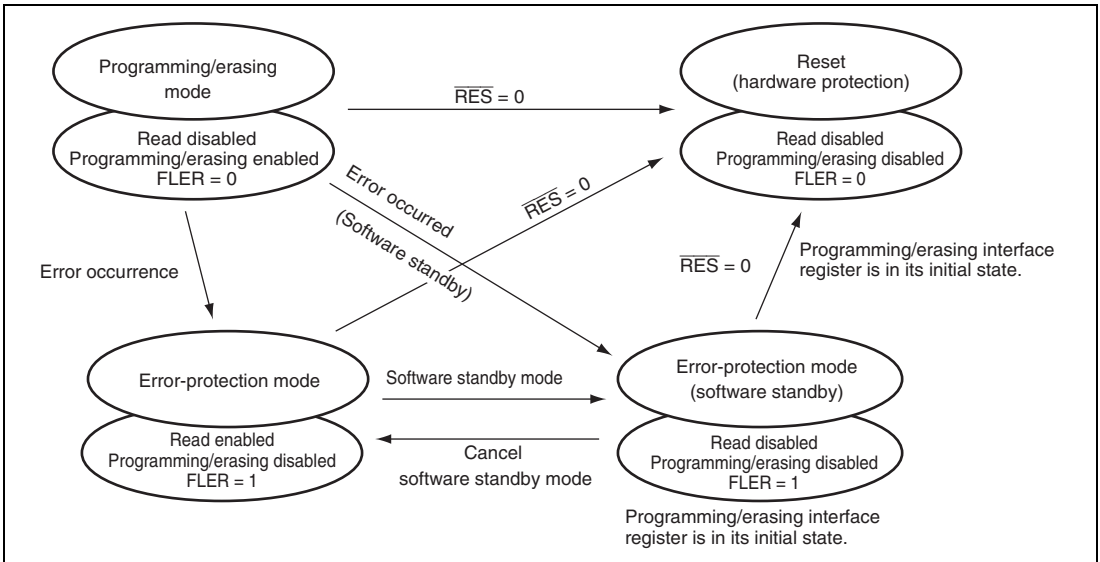 Programming/erasing
mode
Read disabled
Programming/erasing enabled
FLER = 0
RES = 0
Reset
(hardware protection)
Read disabled
Programming/erasing disabled
FLER = 0
Error occurred
(Software standby)
RES = 0
Error occurrence
RES = 0
Programming/erasing interface
register is in its initial state.
Error-protection mode
Read enabled
Programming/erasing disabled
FLER = 1
Software standby mode
Cancel
software standby mode
Error-protection mode
(software standby)
Read disabled
Programming/erasing disabled
FLER = 1
Programming/erasing interface
register is in its initial state.